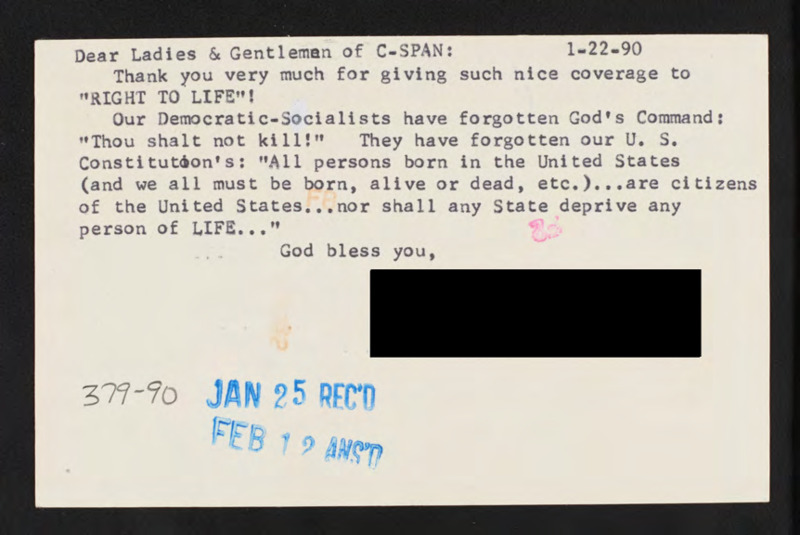 Dear Ladies & Gentleman of C-SPAN: 1-22-90
Thank you very much for giving such nice coverage to
"RIGHT TO LIFE"!
Our Democratic-Socialists have forgotten God's Command:
"Thou shalt not kill!" They have forgotten our U. S.
Constitution's: "All persons born in the United States
(and we all must be born, alive or dead, etc.)...are citizens
of the United States...nor shall any State deprive any
person of LIFE..."
God bless you,
379-90 JAN 25 REC'D
FEB 12 ANS'D